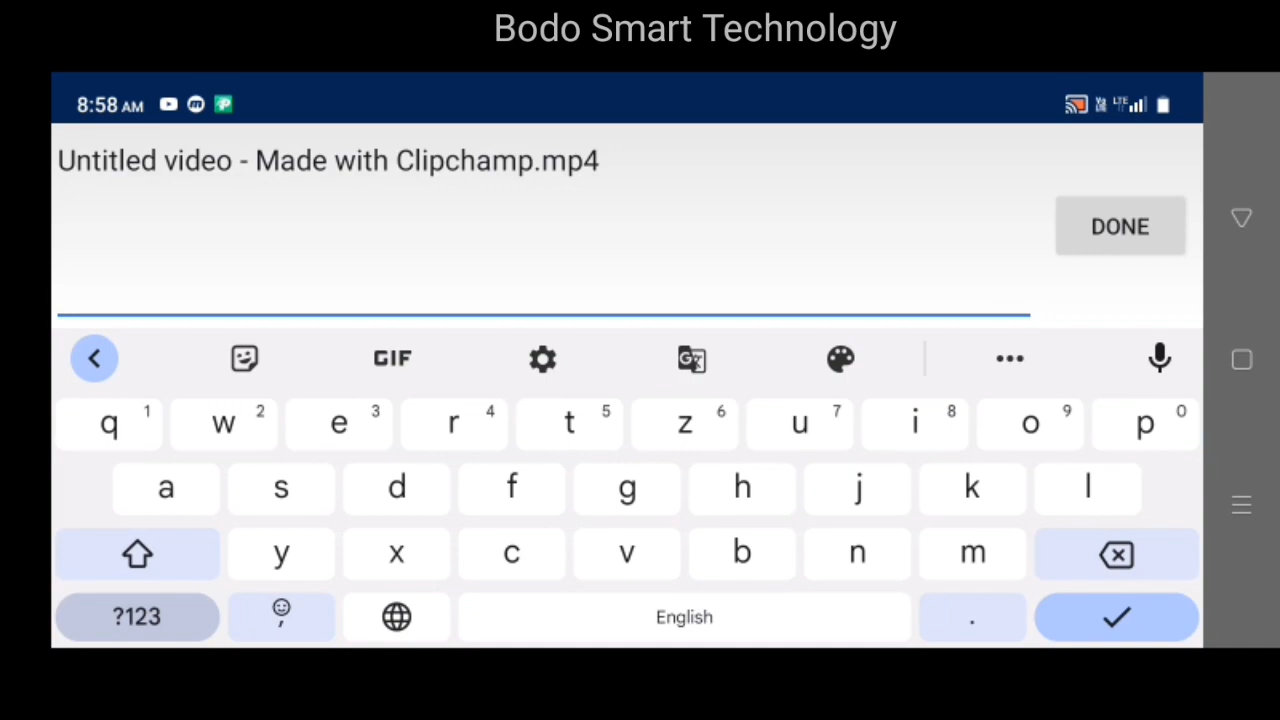 Bodo Smart Technology
8:58 AM
LTE
Untitled video - Made with Clipchamp.mp4
DONE
GIF
q 1 w 2 e 3 r 4 t 5 z 6 u 7 i 8 o 9 p 0
a s d f g h j k l
y x c v b n m
?123 , English .